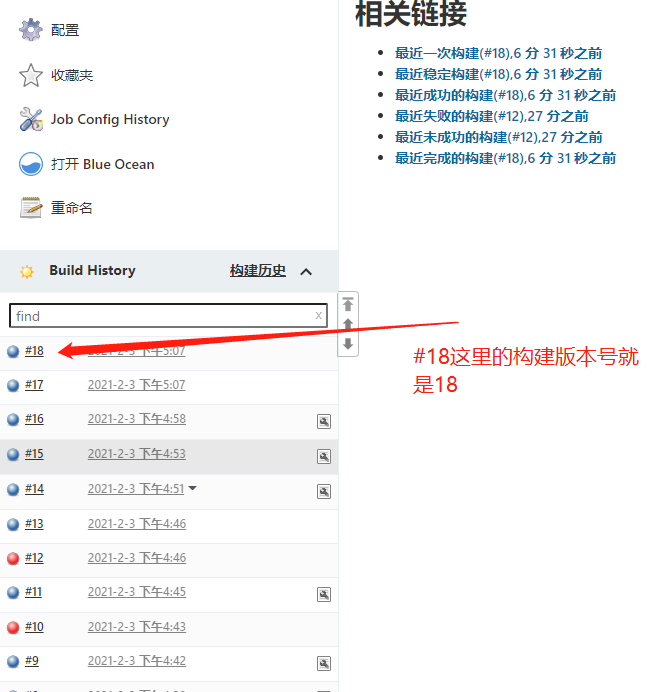 配置
收藏夹
Job Config History
打开 Blue Ocean
重命名
Build History 构建历史
find x
#18 2021-2-3 下午5:07
#17 2021-2-3 下午5:07
#16 2021-2-3 下午4:58
#15 2021-2-3 下午4:53
#14 2021-2-3 下午4:51
#13 2021-2-3 下午4:46
#12 2021-2-3 下午4:46
#11 2021-2-3 下午4:45
#10 2021-2-3 下午4:43
#9 2021-2-3 下午4:42
相关链接
最近一次构建(#18),6 分 31 秒之前
最近稳定构建(#18),6 分 31 秒之前
最近成功的构建(#18),6 分 31 秒之前
最近失败的构建(#12),27 分之前
最近未成功的构建(#12),27 分之前
最近完成的构建(#18),6 分 31 秒之前
#18这里的构建版本号就
是18